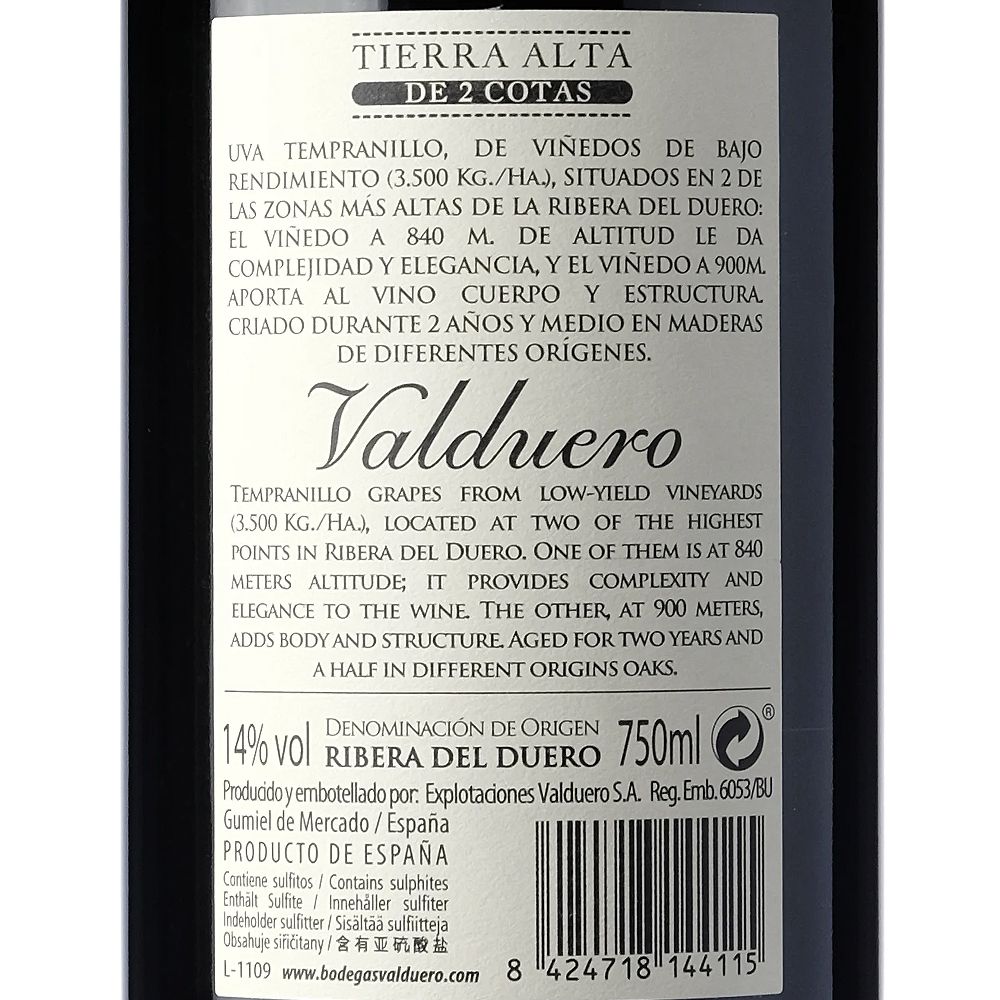 TIERRA ALTA
DE 2 COTAS
UVA TEMPRANILLO, DE VIÑEDOS DE BAJO
RENDIMIENTO (3.500 KG./HA.), SITUADOS EN 2 DE
LAS ZONAS MÁS ALTAS DE LA RIBERA DEL DUERO:
EL VIÑEDO A 840 M. DE ALTITUD LE DA
COMPLEJIDAD Y ELEGANCIA, Y EL VIÑEDO A 900M.
APORTA AL VINO CUERPO Y ESTRUCTURA.
CRIADO DURANTE 2 AÑOS Y MEDIO EN MADERAS
DE DIFERENTES ORÍGENES.
Valduero
TEMPRANILLO GRAPES FROM LOW-YIELD VINEYARDS
(3.500 KG./HA.), LOCATED AT TWO OF THE HIGHEST
POINTS IN RIBERA DEL DUERO. ONE OF THEM IS AT 840
METERS ALTITUDE; IT PROVIDES COMPLEXITY AND
ELEGANCE TO THE WINE. THE OTHER, AT 900 METERS,
ADDS BODY AND STRUCTURE. AGED FOR TWO YEARS AND
A HALF IN DIFFERENT ORIGINS OAKS.
14% vol DENOMINACIÓN DE ORIGEN 750ml ®
RIBERA DEL DUERO
Producido y embotellado por: Explotaciones Valduero S.A. Reg. Emb. 6053/BU
Gumiel de Mercado / España
PRODUCTO DE ESPAÑA
Contiene sulfitos / Contains sulphites
Enthält Sulfite / Innehåller sulfiter
Indeholder sulfitter / Sisältää sulfiitteja
Obsahuje siřičitany / 含有亚硫酸盐
L-1109 www.bodegasvalduero.com
8 424718 144115